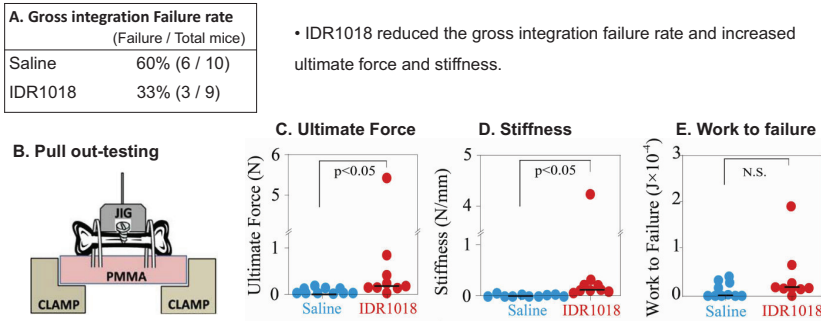 A. Gross integration Failure rate
(Failure / Total mice)
Saline 60% (6 / 10)
IDR1018 33% (3 / 9)
• IDR1018 reduced the gross integration failure rate and increased
ultimate force and stiffness.
B. Pull out-testing
JIG
PMMA
CLAMP CLAMP
C. Ultimate Force
Ultimate Force (N)
6
5
1
0
p<0.05
Saline IDR1018
D. Stiffness
Stiffness (N/mm)
5
4
1
0
p<0.05
Saline IDR1018
E. Work to failure
Work to Failure (J×10⁻⁴)
3
2
1
0
N.S.
Saline IDR1018